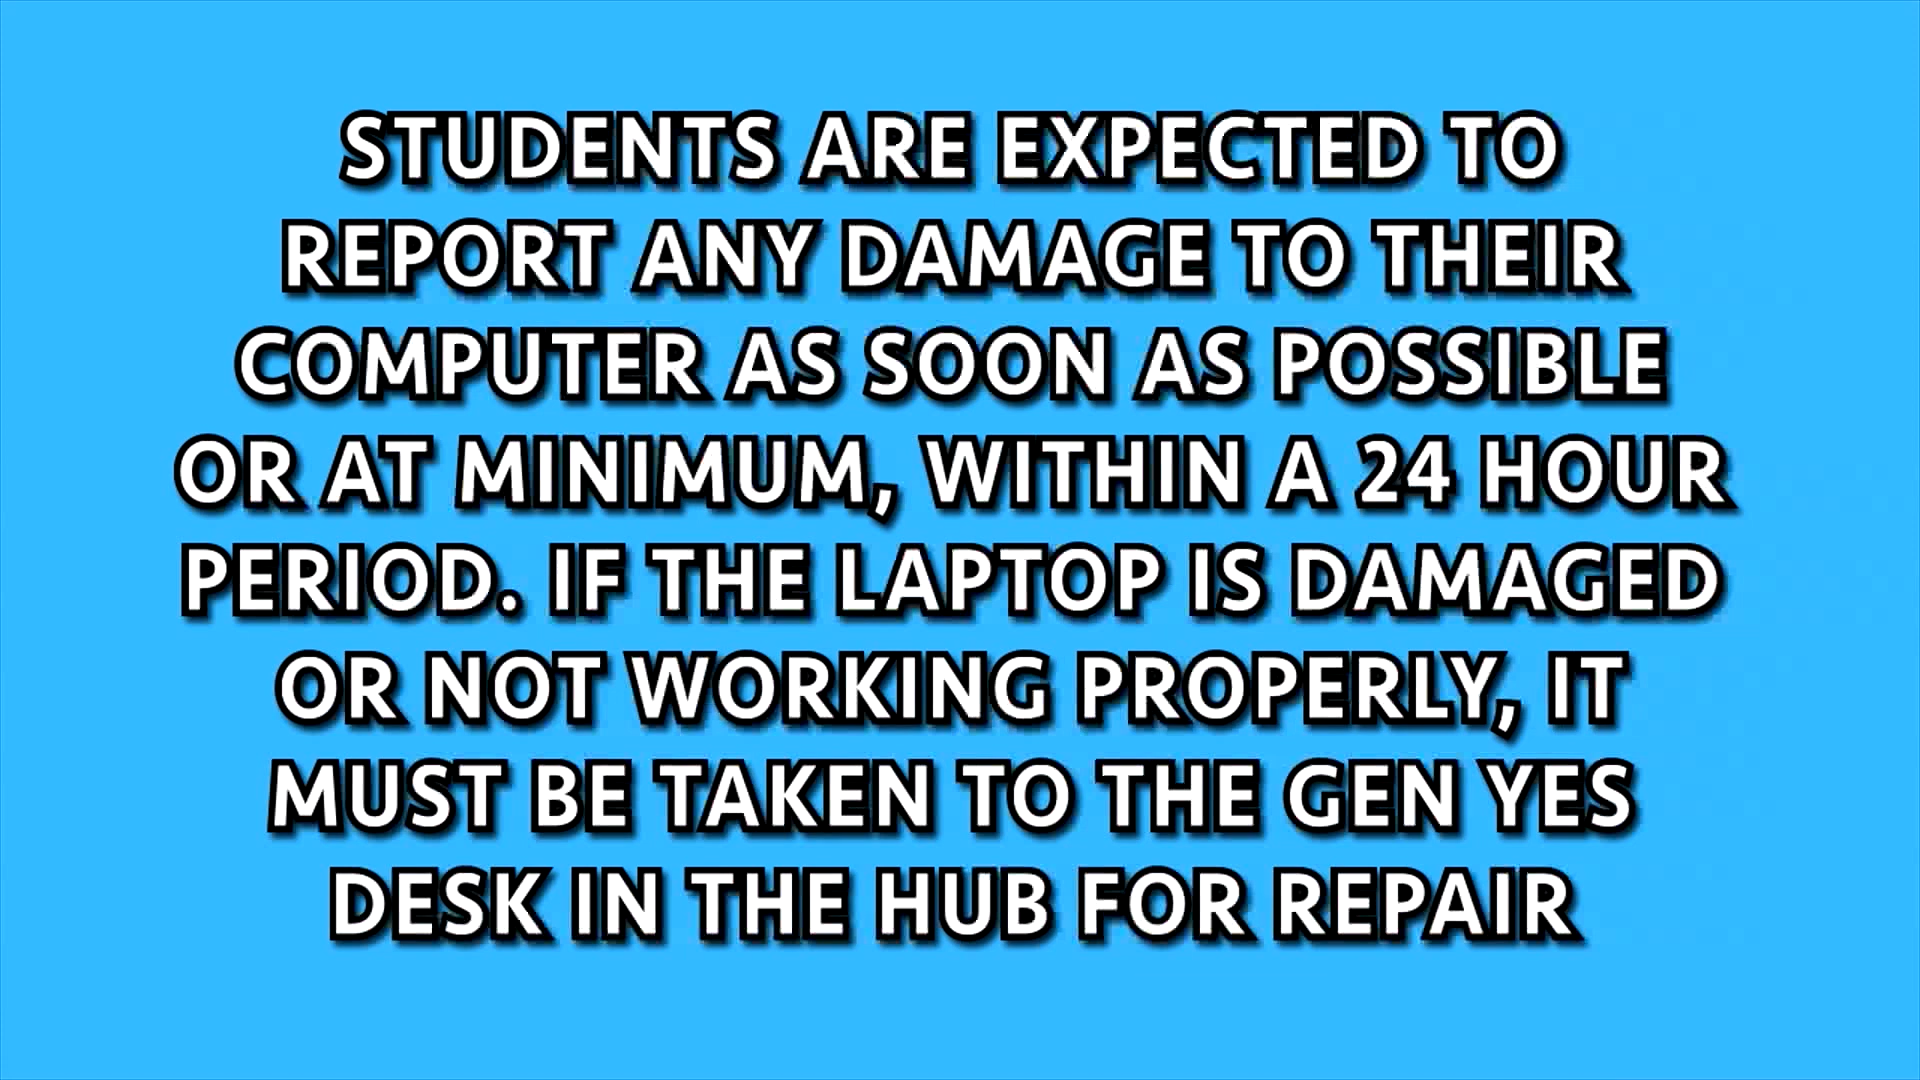 STUDENTS ARE EXPECTED TO
REPORT ANY DAMAGE TO THEIR
COMPUTER AS SOON AS POSSIBLE
OR AT MINIMUM, WITHIN A 24 HOUR
PERIOD. IF THE LAPTOP IS DAMAGED
OR NOT WORKING PROPERLY, IT
MUST BE TAKEN TO THE GEN YES
DESK IN THE HUB FOR REPAIR